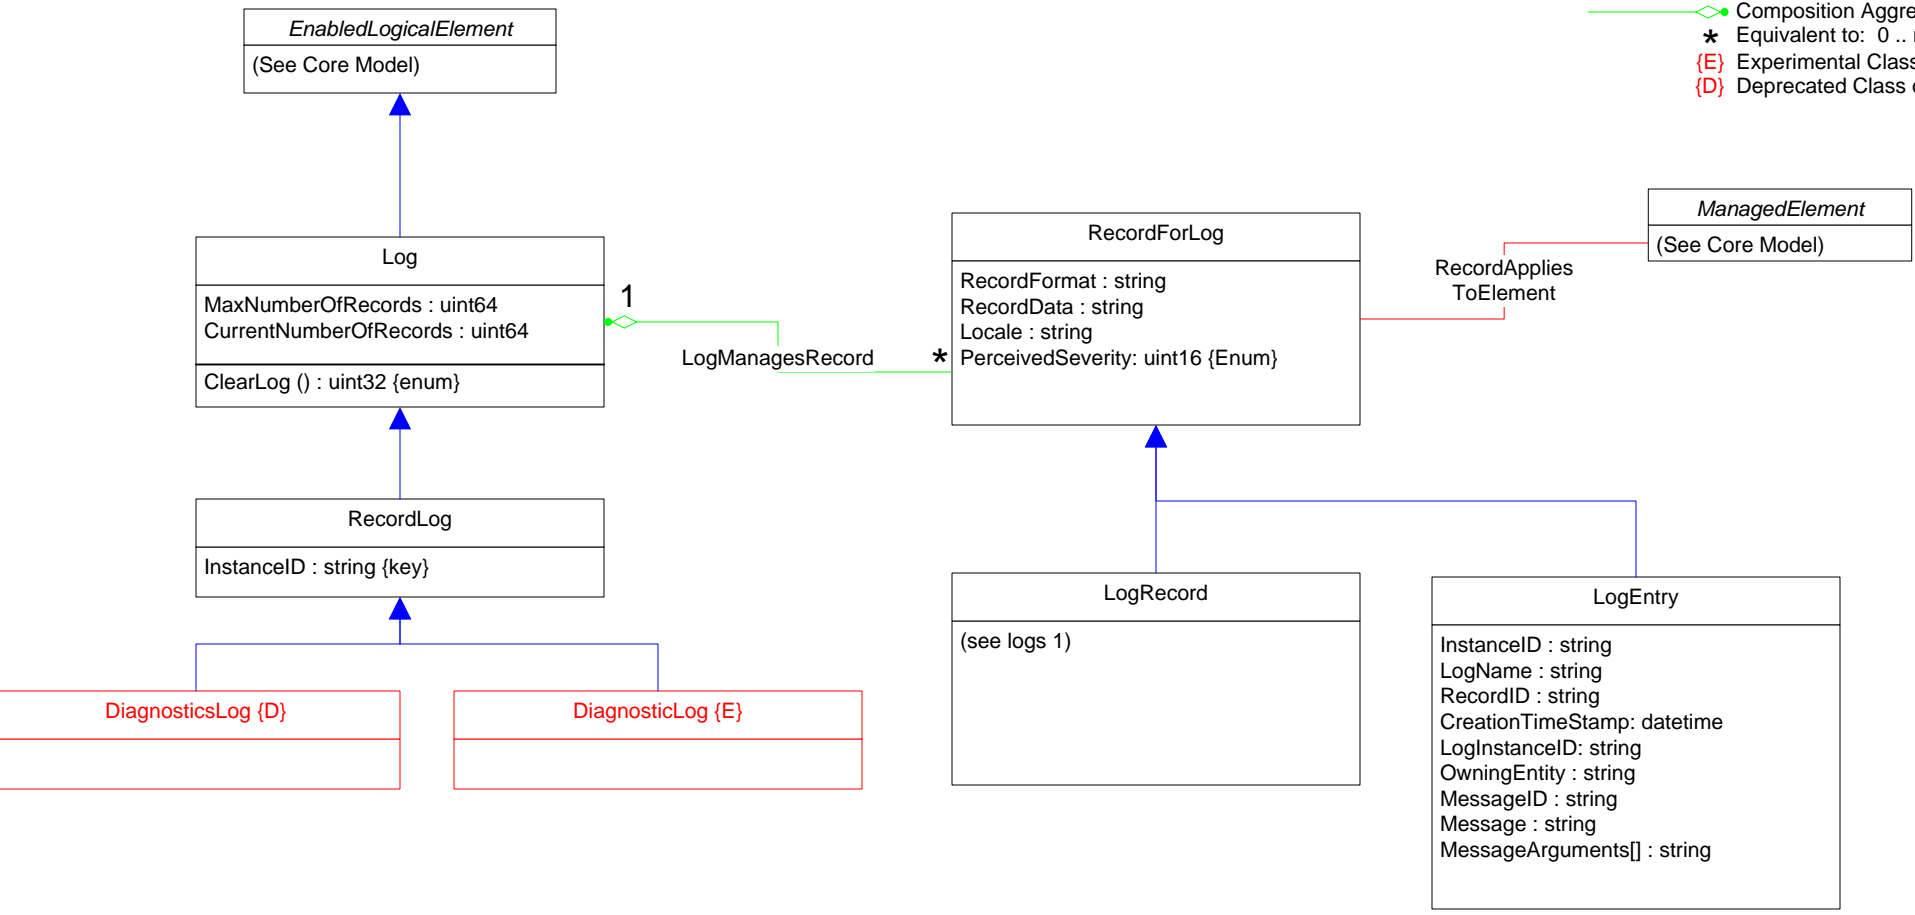 Composition Aggre
* Equivalent to: 0 ..
{E} Experimental Clas
{D} Deprecated Class
EnabledLogicalElement
(See Core Model)
ManagedElement
(See Core Model)
RecordForLog
RecordFormat : string
RecordData : string
Locale : string
PerceivedSeverity: uint16 {Enum}
RecordApplies
ToElement
Log
MaxNumberOfRecords : uint64
CurrentNumberOfRecords : uint64
ClearLog () : uint32 {enum}
1
LogManagesRecord
*
RecordLog
InstanceID : string {key}
LogRecord
(see logs 1)
LogEntry
InstanceID : string
LogName : string
RecordID : string
CreationTimeStamp: datetime
LogInstanceID: string
OwningEntity : string
MessageID : string
Message : string
MessageArguments[] : string
DiagnosticsLog {D}
DiagnosticLog {E}